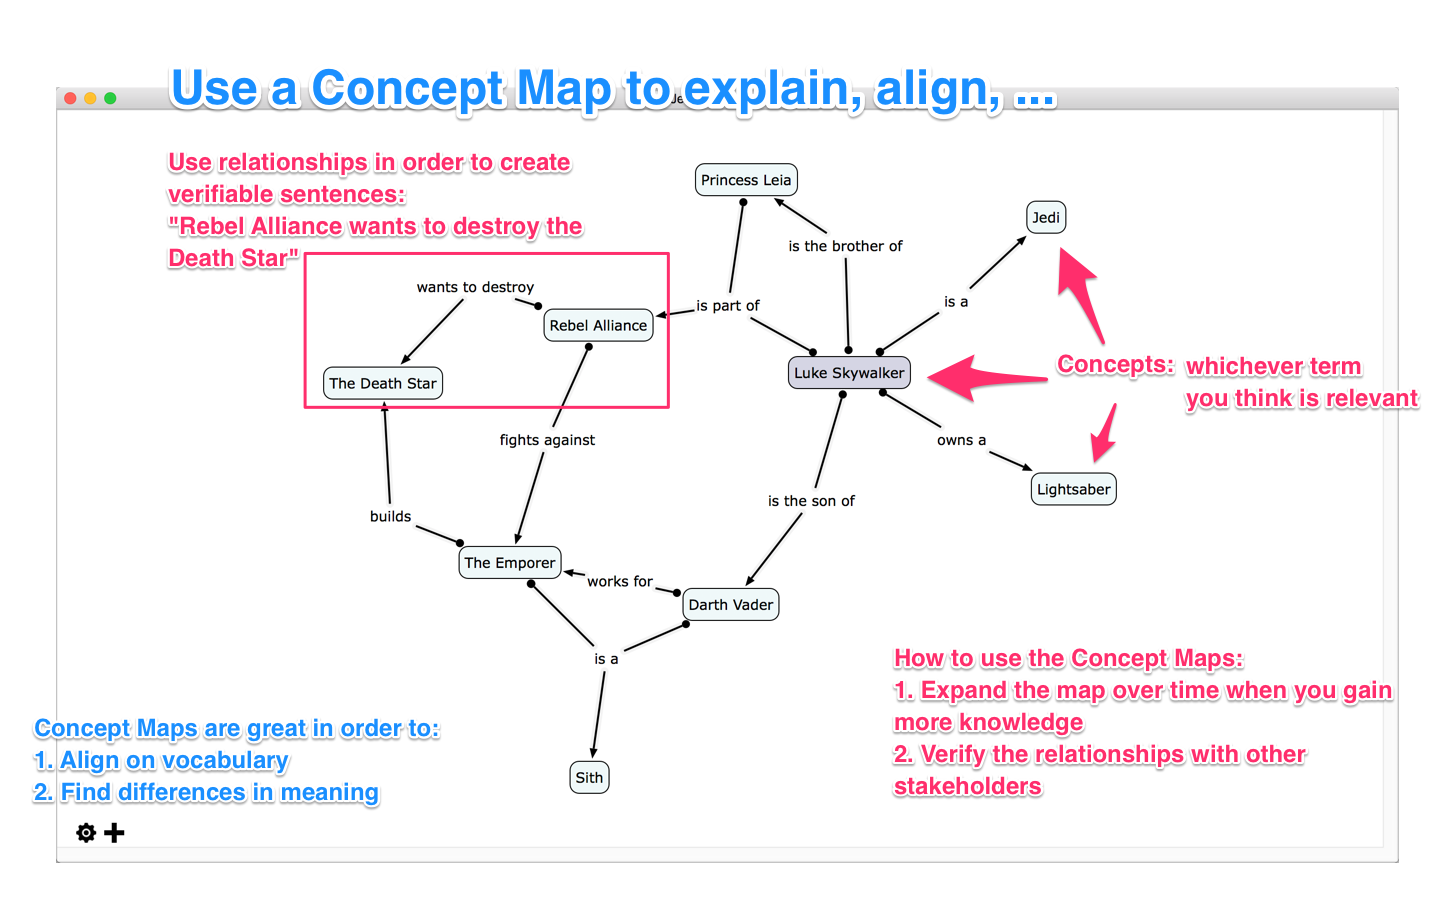 Use a Concept Map to explain, align, ...
Use relationships in order to create
verifiable sentences:
"Rebel Alliance wants to destroy the
Death Star"
Princess Leia
Jedi
is the brother of
wants to destroy
is part of
is a
Rebel Alliance
The Death Star
Luke Skywalker
Concepts:
whichever term
you think is relevant
fights against
owns a
Lightsaber
is the son of
builds
The Emporer
works for
Darth Vader
is a
Sith
How to use the Concept Maps:
1. Expand the map over time when you gain
more knowledge
2. Verify the relationships with other
stakeholders
Concept Maps are great in order to:
1. Align on vocabulary
2. Find differences in meaning